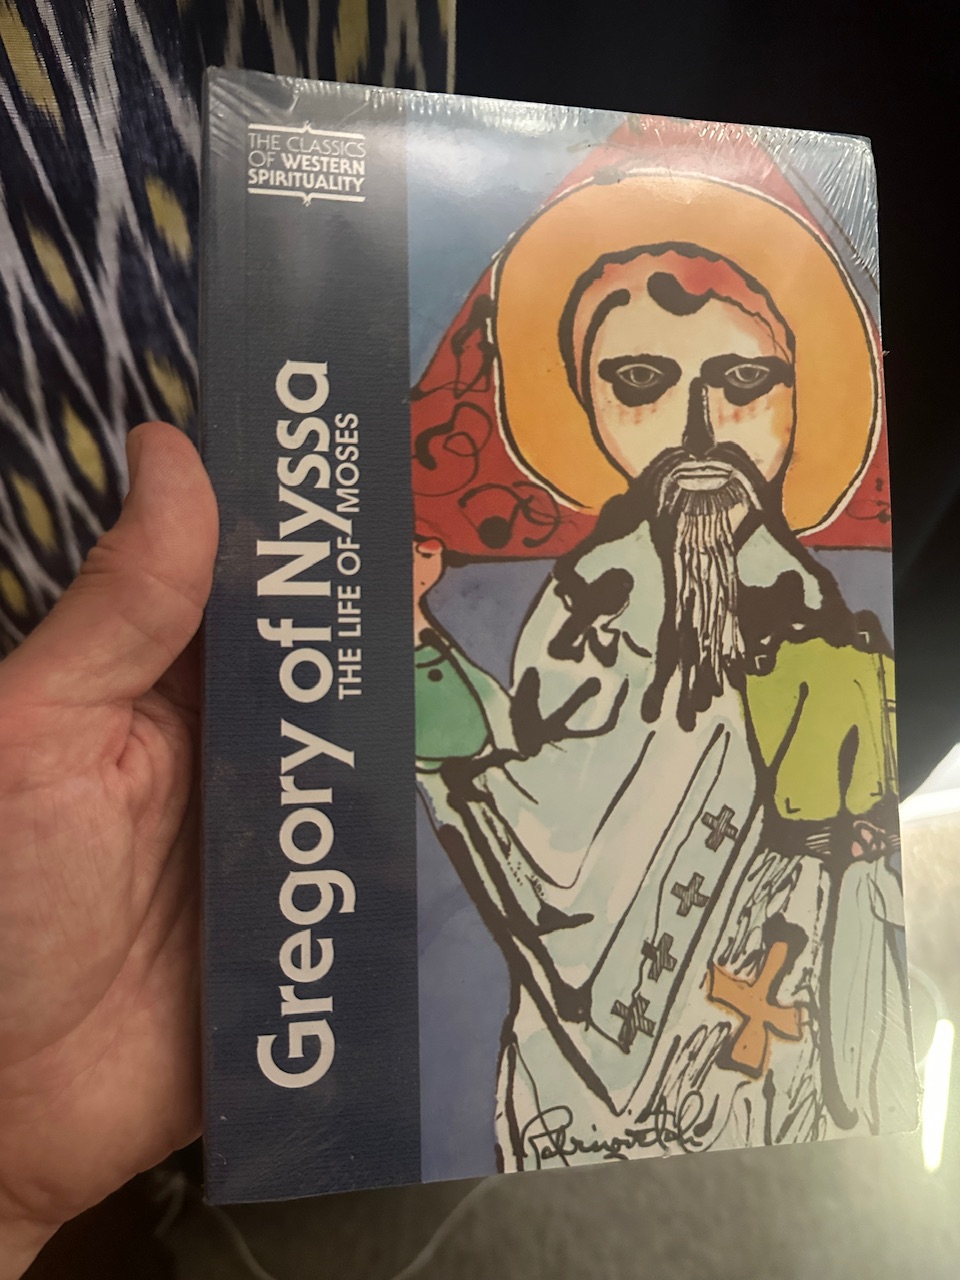 THE CLASSICS
OF WESTERN
SPIRITUALITY
Gregory of Nyssa
THE LIFE OF MOSES